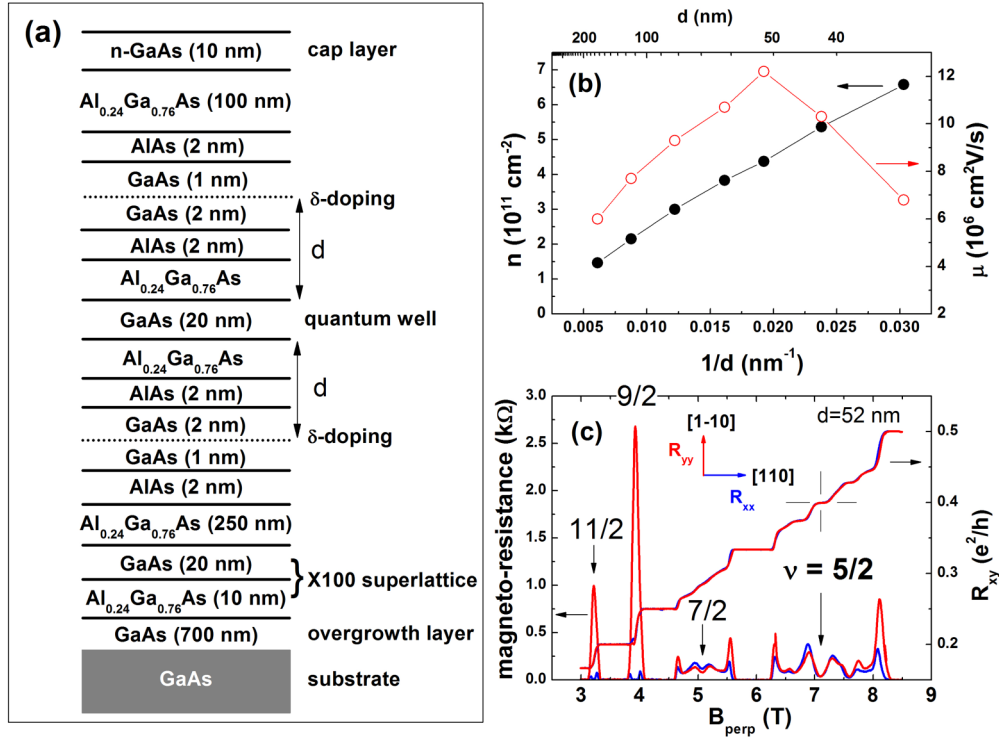 (a)
n-GaAs (10 nm) cap layer
Al0.24Ga0.76As (100 nm)
AlAs (2 nm)
GaAs (1 nm)
δ-doping
GaAs (2 nm)
AlAs (2 nm)
d
Al0.24Ga0.76As
GaAs (20 nm) quantum well
Al0.24Ga0.76As
AlAs (2 nm)
d
GaAs (2 nm)
δ-doping
GaAs (1 nm)
AlAs (2 nm)
Al0.24Ga0.76As (250 nm)
GaAs (20 nm)
} X100 superlattice
Al0.24Ga0.76As (10 nm)
GaAs (700 nm) overgrowth layer
GaAs substrate
d (nm)
200 100 50 40
(b)
n (10^11 cm^-2)
7
6
5
4
3
2
1
0
μ (10^6 cm^2V/s)
12
10
8
6
4
2
0.005 0.010 0.015 0.020 0.025 0.030
1/d (nm^-1)
(c)
magneto-resistance (kΩ)
3.0
2.5
2.0
1.5
1.0
0.5
0.0
9/2
[1-10]
Ryy
[110]
Rxx
d=52 nm
11/2
7/2
ν = 5/2
Rxy (e^2/h)
0.5
0.4
0.3
0.2
3 4 5 6 7 8 9
Bperp (T)